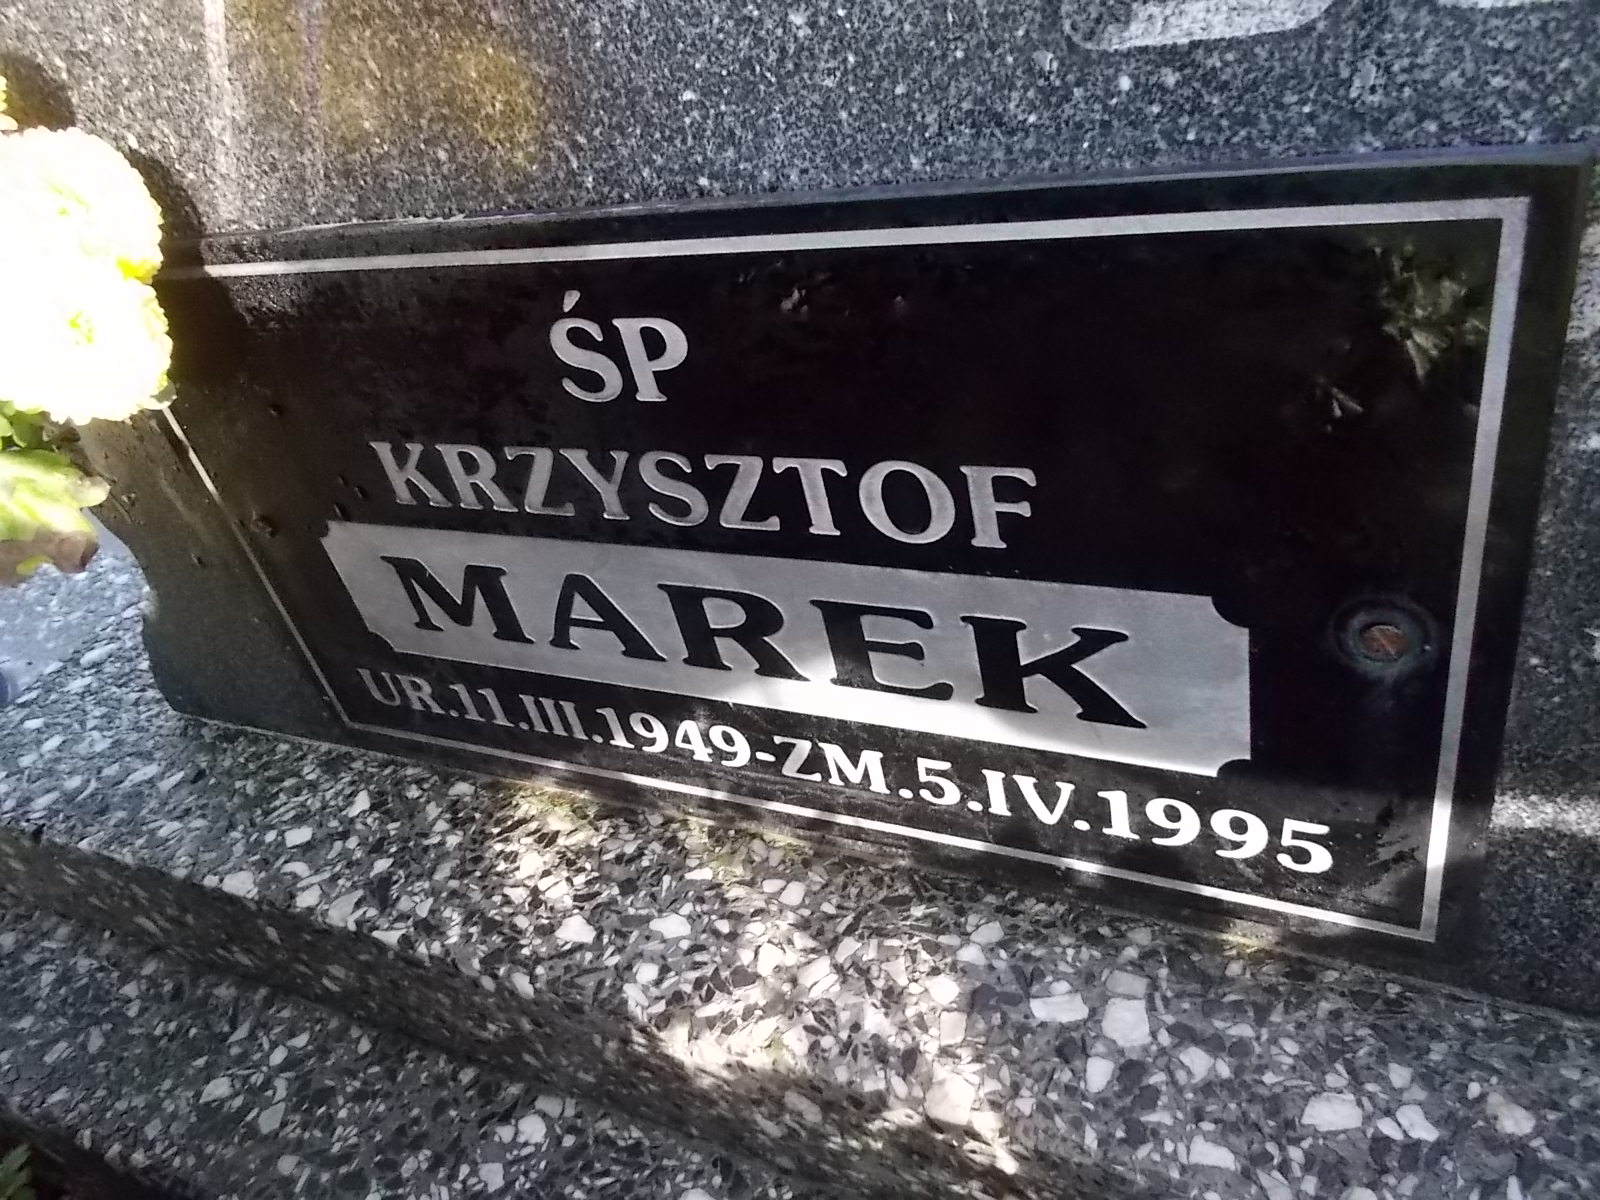 ŚP
KRZYSZTOF
MAREK
UR.11.III.1949-ZM.5.IV.1995